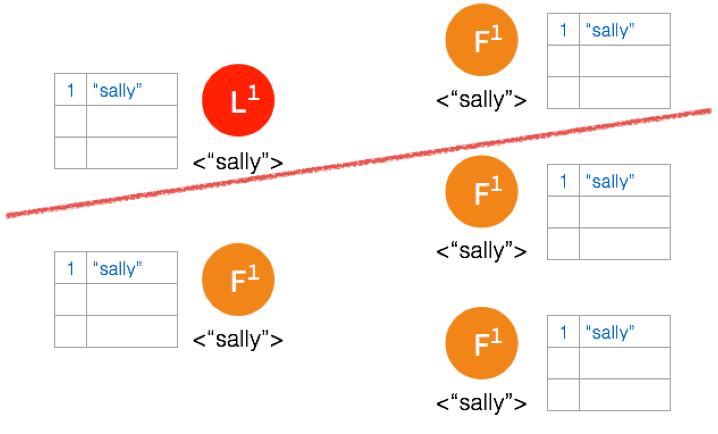 F1
1 "sally"
<"sally">
1 “sally”
L1
<“sally”>
F1
1 “sally”
<“sally”>
1 “sally”
F1
<“sally”>
F1
1 “sally”
<“sally”>